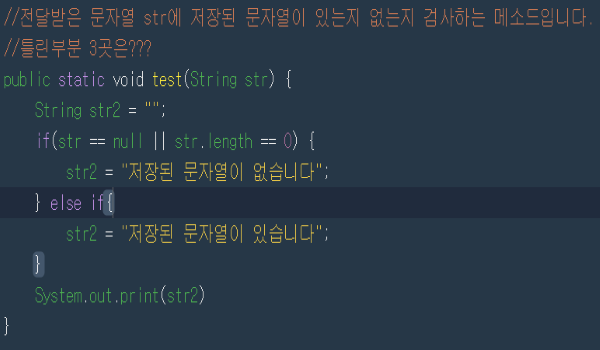 //전달받은 문자열 str에 저장된 문자열이 있는지 없는지 검사하는 메소드입니다.
//틀린부분 3곳은???
public static void test(String str) {
    String str2 = "";
    if(str == null || str.length == 0) {
        str2 = "저장된 문자열이 없습니다";
    } else if{
        str2 = "저장된 문자열이 있습니다";
    }
    System.out.print(str2)
}